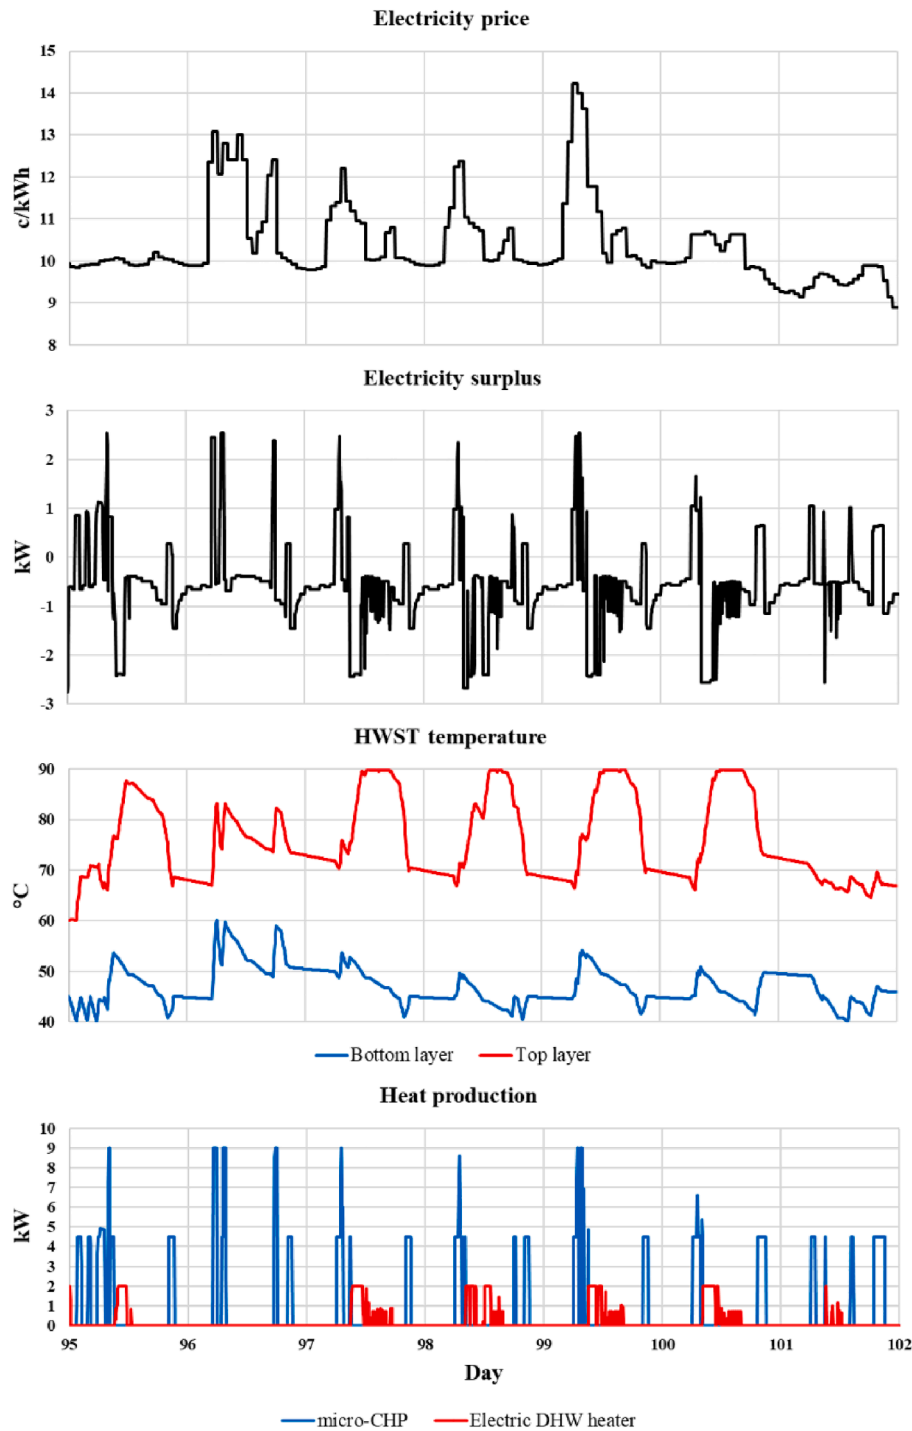 Electricity price
15
14
13
12
11
10
9
8
c/kWh
Electricity surplus
3
2
1
0
-1
-2
-3
kW
HWST temperature
90
80
70
60
50
40
°C
Bottom layer Top layer
Heat production
10
9
8
7
6
5
4
3
2
1
0
kW
95 96 97 98 99 100 101 102
Day
micro-CHP Electric DHW heater